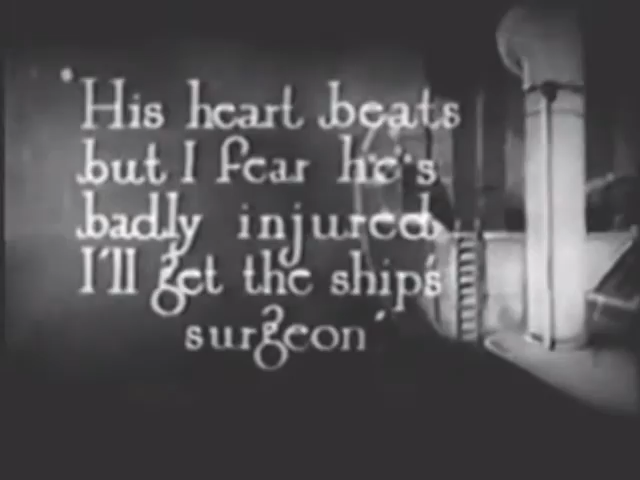 'His heart beats
but I fear he's
badly injured
I'll get the ship's
surgeon'